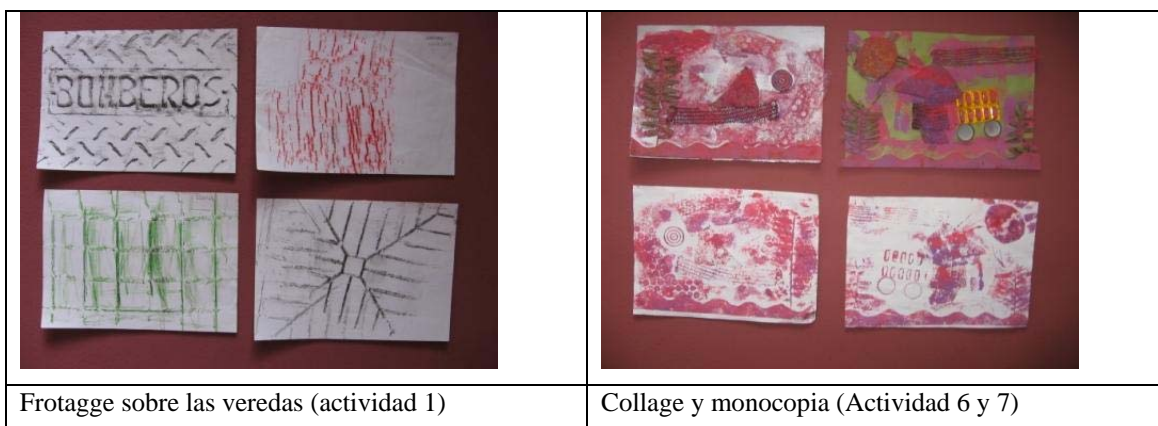 BOMBEROS
Frotagge sobre las veredas (actividad 1)
Collage y monocopia (Actividad 6 y 7)